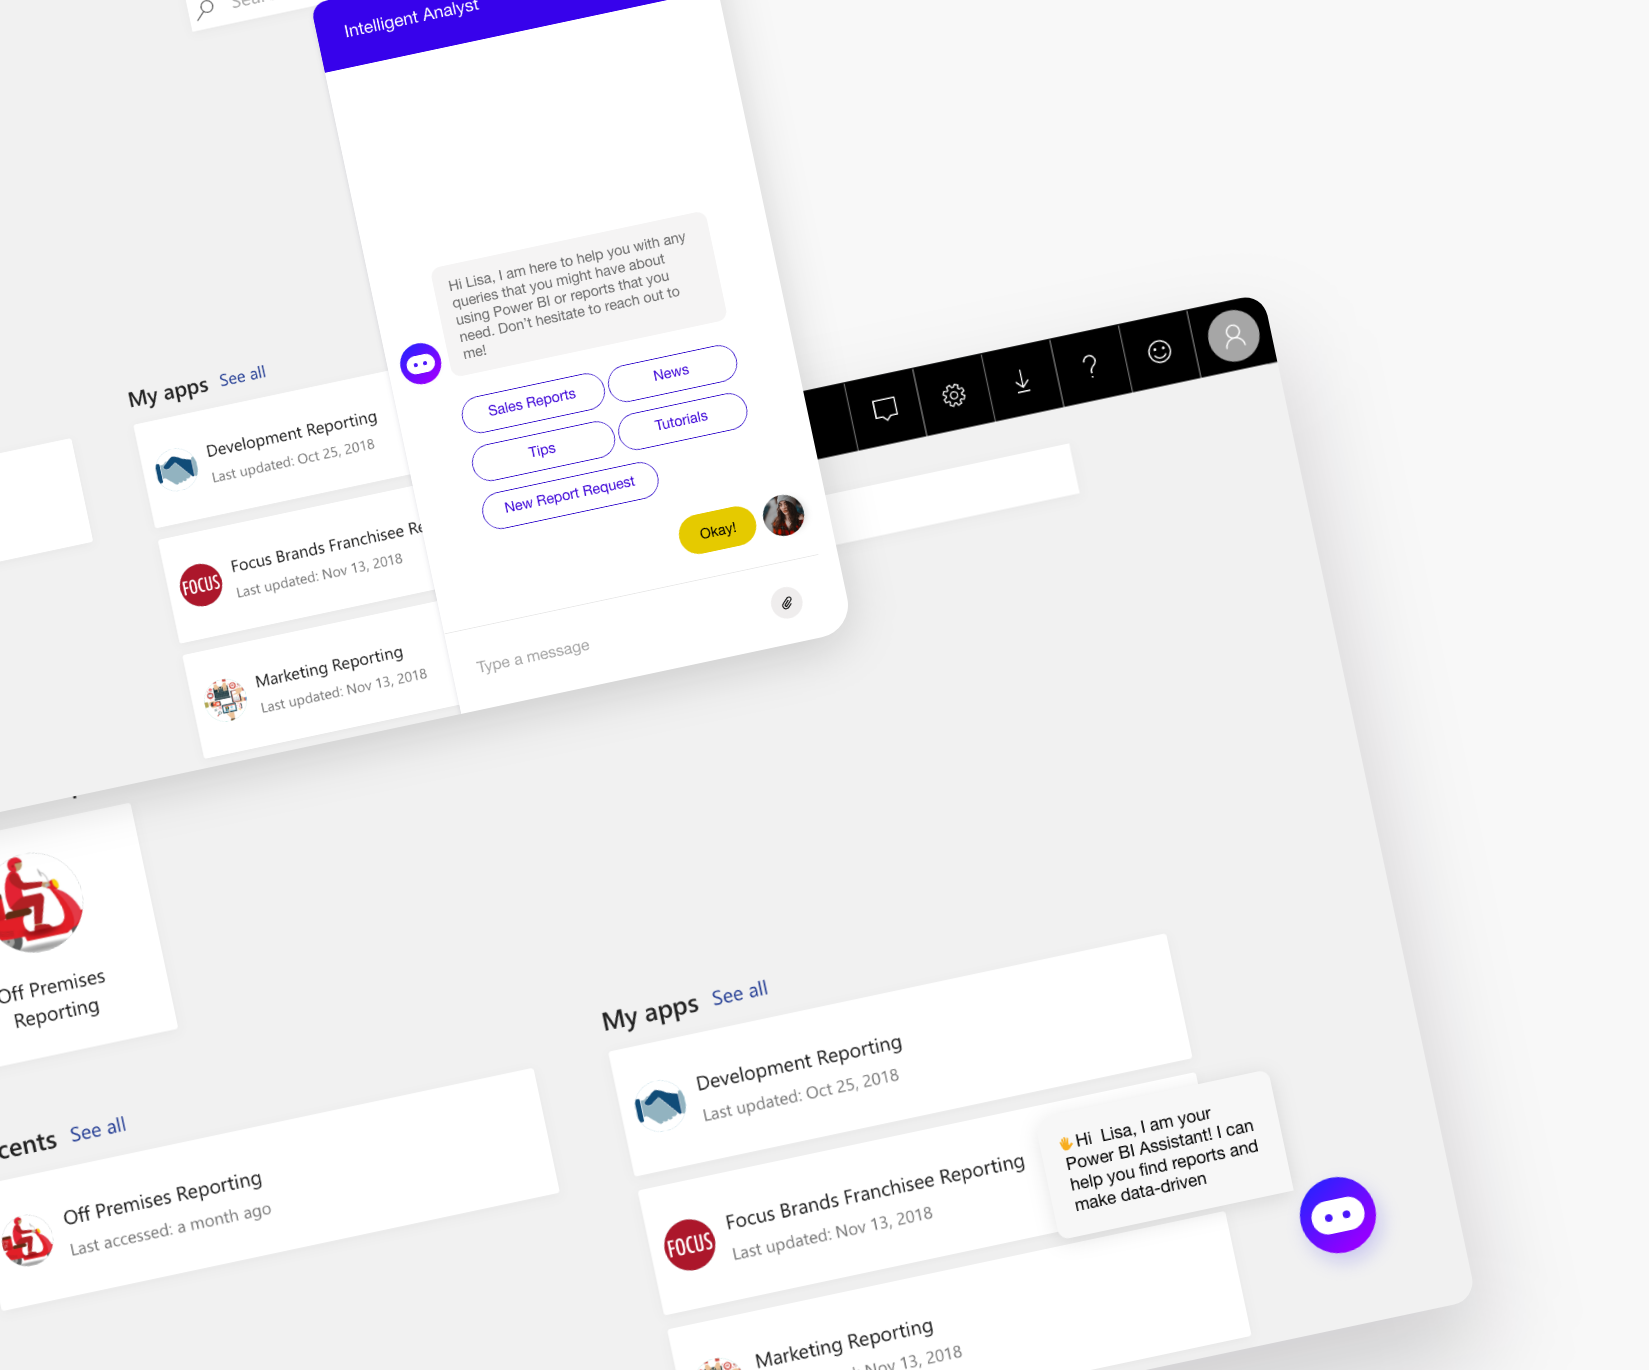 Intelligent Analyst
Hi Lisa, I am here to help you with any
queries that you might have about
using Power BI or reports that you
need. Don't hesitate to reach out to
me!
Sales Reports
News
Tips
Tutorials
New Report Request
Okay!
Type a message
My apps See all
Development Reporting
Last updated: Oct 25, 2018
Focus Brands Franchisee Re
FOCUS
Last updated: Nov 13, 2018
Marketing Reporting
Last updated: Nov 13, 2018
Off Premises
Reporting
cents See all
Off Premises Reporting
Last accessed: a month ago
My apps See all
Development Reporting
Last updated: Oct 25, 2018
Focus Brands Franchisee Reporting
FOCUS
Last updated: Nov 13, 2018
Marketing Reporting
Nov 13, 2018
👋Hi Lisa, I am your
Power BI Assistant! I can
help you find reports and
make data-driven